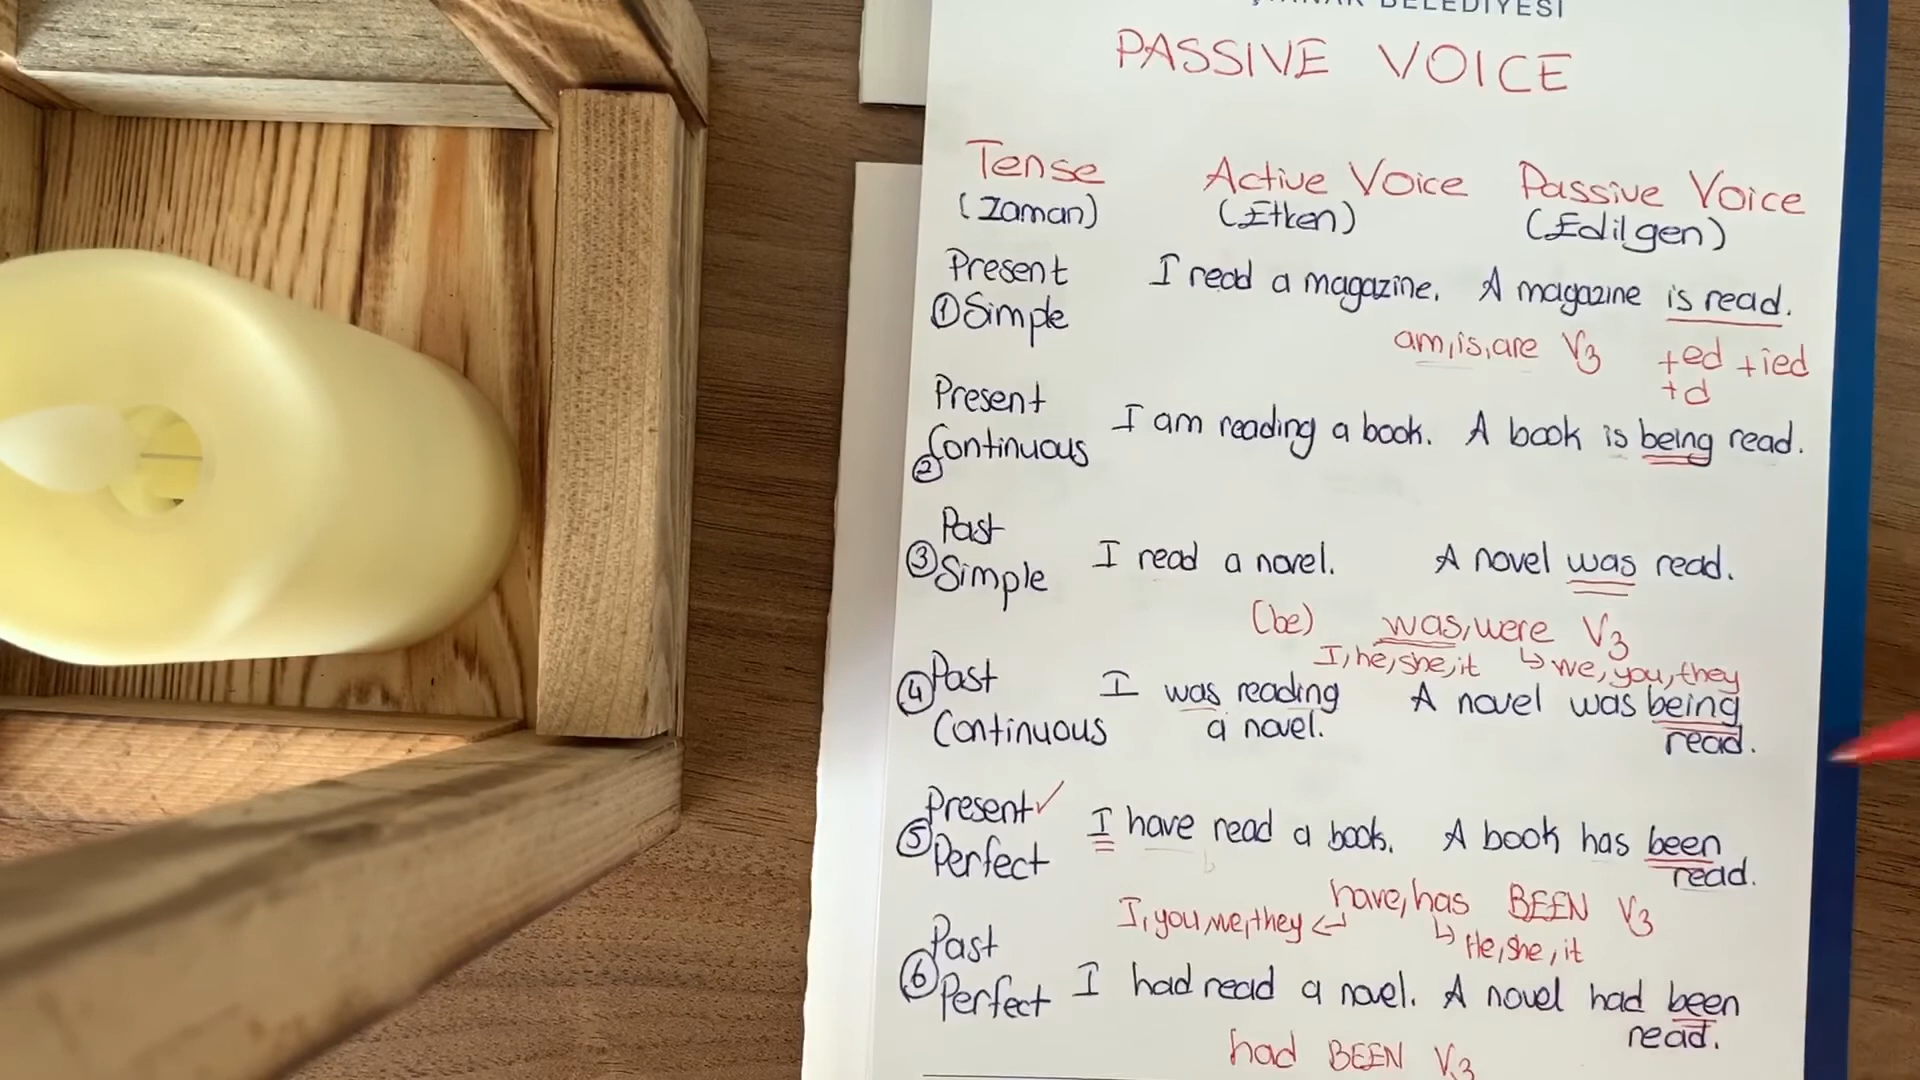 BELEDİYESİ
PASSIVE VOICE
Tense Active Voice Passive Voice
(Zaman) (Etken) (Edilgen)
Present
① Simple I read a magazine. A magazine is read.
am, is, are V3 +ed +ied
+d
Present
② Continuous I am reading a book. A book is being read.
Past
③ Simple I read a novel. A novel was read.
(be) was, were V3
I, he, she, it ↳ we, you, they
④ Past I was reading A novel was being
Continuous a novel. read.
Present ✓
⑤ Perfect I have read a book. A book has been
read.
have, has BEEN V3
I, you, we, they ↵ ↳ He, she, it
Past
⑥ Perfect I had read a novel. A novel had been
read.
had BEEN V3